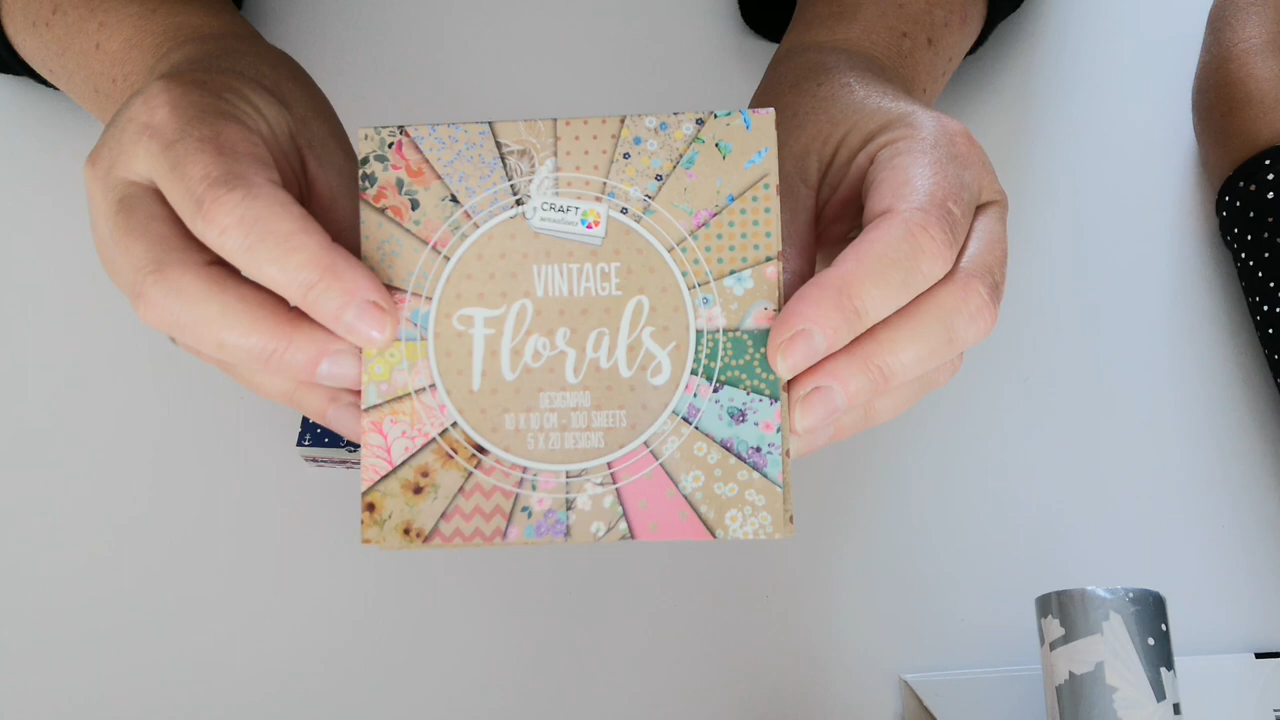 CRAFT
VINTAGE
Florals
DESIGNPAD
10 X 10 CM - 100 SHEETS
5 X 20 DESIGNS